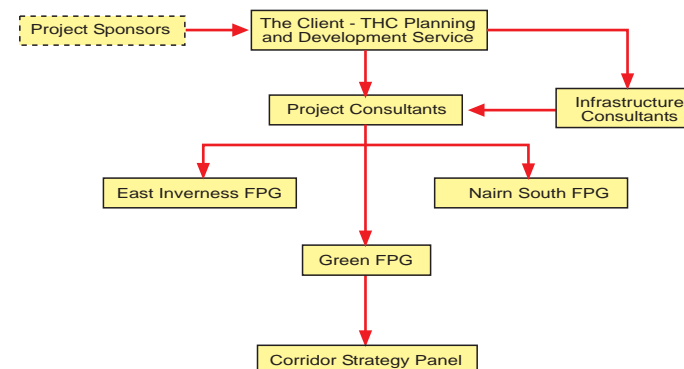 Project Sponsors
The Client - THC Planning
and Development Service
Project Consultants
Infrastructure
Consultants
East Inverness FPG
Nairn South FPG
Green FPG
Corridor Strategy Panel